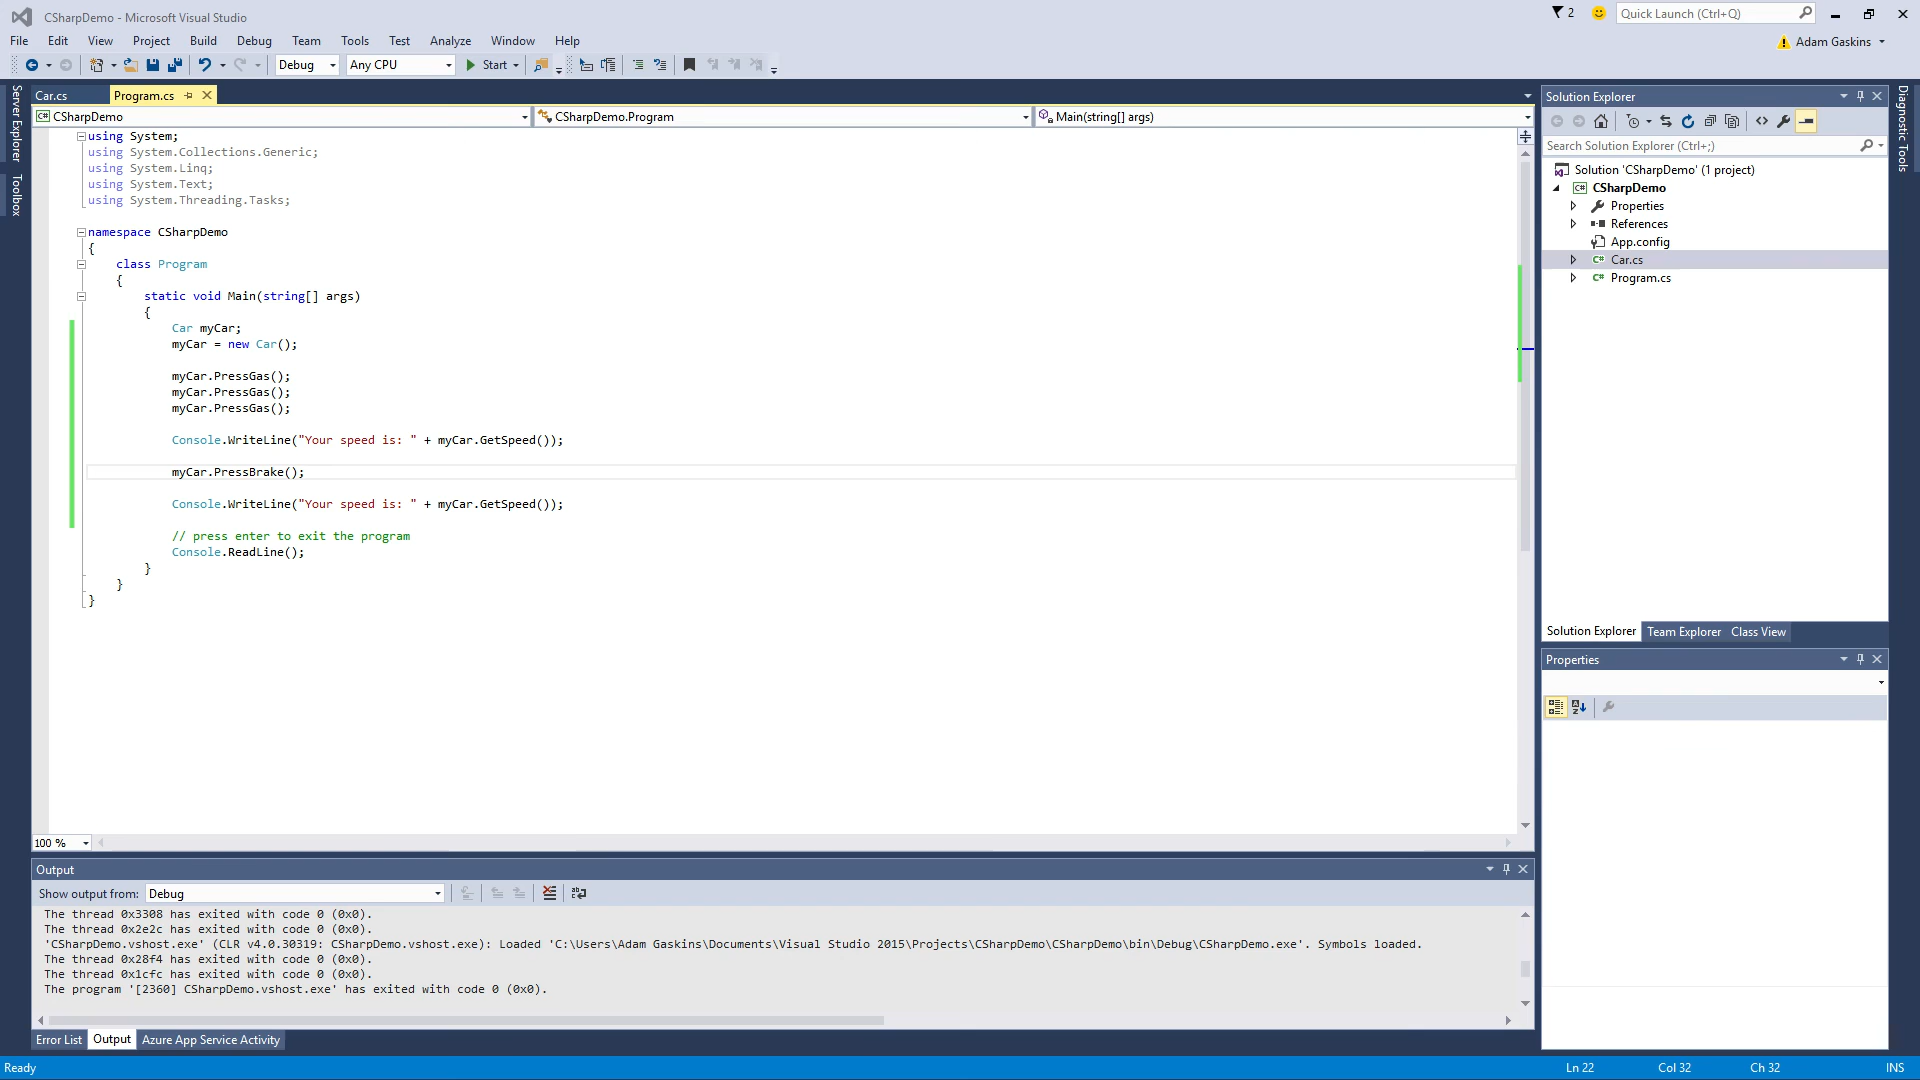 CSharpDemo - Microsoft Visual Studio
2
Quick Launch (Ctrl+Q)
File Edit View Project Build Debug Team Tools Test Analyze Window Help
Adam Gaskins
Debug Any CPU Start
Server Explorer
Toolbox
Car.cs Program.cs
CSharpDemo CSharpDemo.Program Main(string[] args)
using System;
using System.Collections.Generic;
using System.Linq;
using System.Text;
using System.Threading.Tasks;
namespace CSharpDemo
{
class Program
{
static void Main(string[] args)
{
Car myCar;
myCar = new Car();
myCar.PressGas();
myCar.PressGas();
myCar.PressGas();
Console.WriteLine("Your speed is: " + myCar.GetSpeed());
myCar.PressBrake();
Console.WriteLine("Your speed is: " + myCar.GetSpeed());
// press enter to exit the program
Console.ReadLine();
}
}
}
100 %
Solution Explorer
Search Solution Explorer (Ctrl+;)
Solution 'CSharpDemo' (1 project)
C# CSharpDemo
Properties
References
App.config
C# Car.cs
C# Program.cs
Solution Explorer Team Explorer Class View
Properties
Diagnostic Tools
Output
Show output from: Debug
The thread 0x3308 has exited with code 0 (0x0).
The thread 0x2e2c has exited with code 0 (0x0).
'CSharpDemo.vshost.exe' (CLR v4.0.30319: CSharpDemo.vshost.exe): Loaded 'C:\Users\Adam Gaskins\Documents\Visual Studio 2015\Projects\CSharpDemo\CSharpDemo\bin\Debug\CSharpDemo.exe'. Symbols loaded.
The thread 0x28f4 has exited with code 0 (0x0).
The thread 0x1cfc has exited with code 0 (0x0).
The program '[2360] CSharpDemo.vshost.exe' has exited with code 0 (0x0).
Error List Output Azure App Service Activity
Ready Ln 22 Col 32 Ch 32 INS